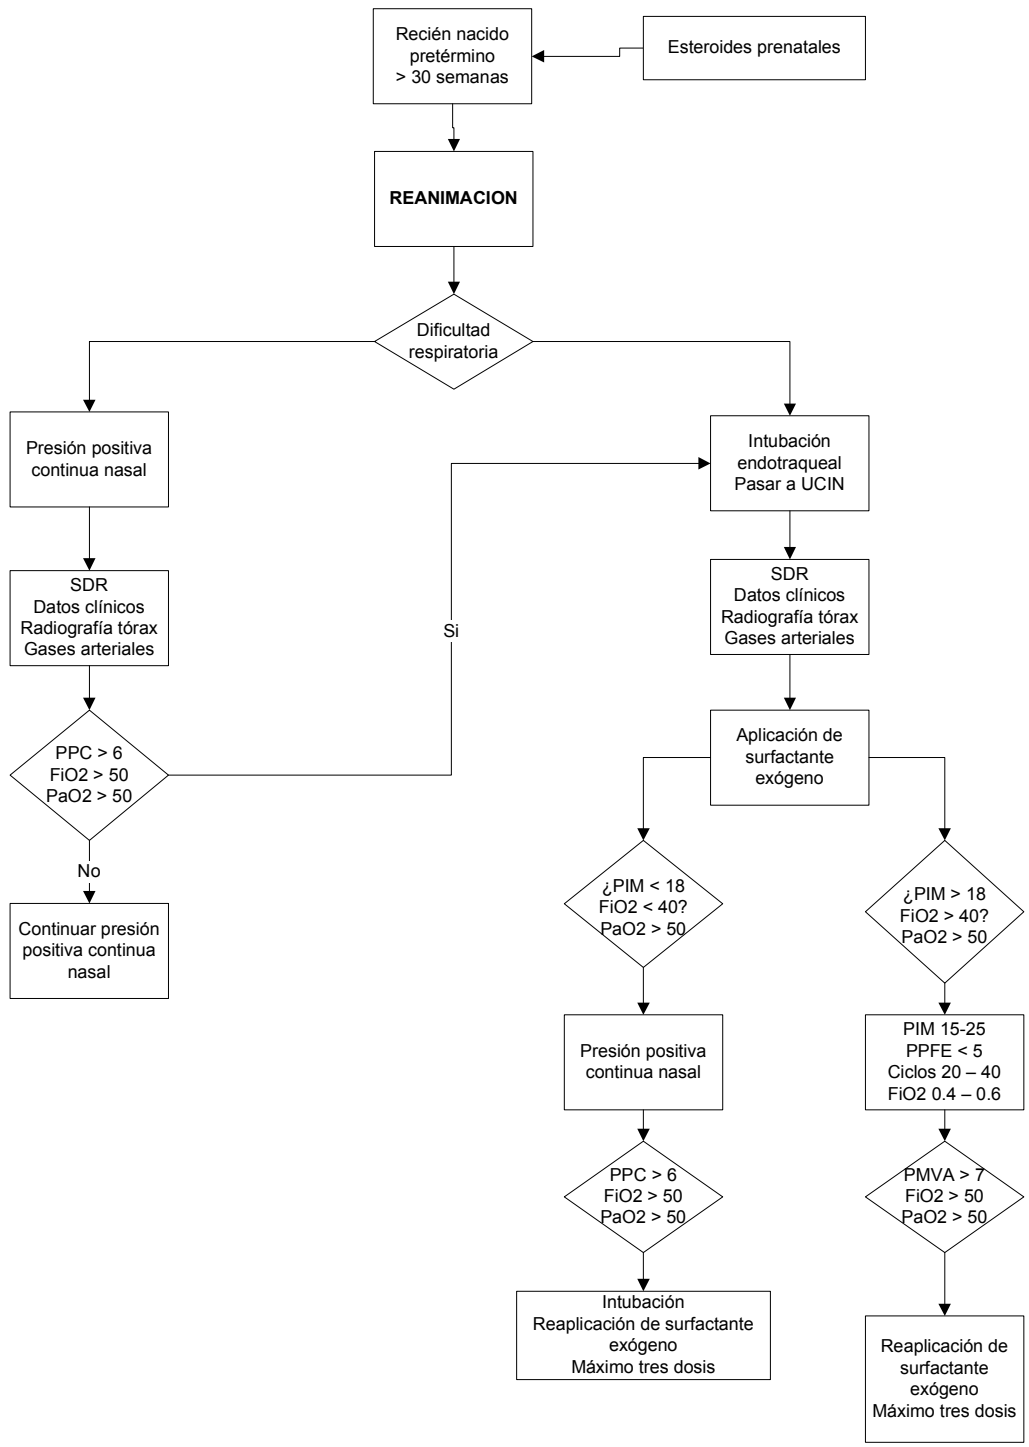 Recién nacido
pretérmino
> 30 semanas
Esteroides prenatales
REANIMACION
Dificultad
respiratoria
Presión positiva
continua nasal
Intubación
endotraqueal
Pasar a UCIN
SDR
Datos clínicos
Radiografía tórax
Gases arteriales
SDR
Datos clínicos
Radiografía tórax
Gases arteriales
Si
PPC > 6
FiO2 > 50
PaO2 > 50
Aplicación de
surfactante
exógeno
No
Continuar presión
positiva continua
nasal
¿PIM < 18
FiO2 < 40?
PaO2 > 50
¿PIM > 18
FiO2 > 40?
PaO2 > 50
Presión positiva
continua nasal
PIM 15-25
PPFE < 5
Ciclos 20 – 40
FiO2 0.4 – 0.6
PPC > 6
FiO2 > 50
PaO2 > 50
PMVA > 7
FiO2 > 50
PaO2 > 50
Intubación
Reaplicación de surfactante
exógeno
Máximo tres dosis
Reaplicación de
surfactante
exógeno
Máximo tres dosis